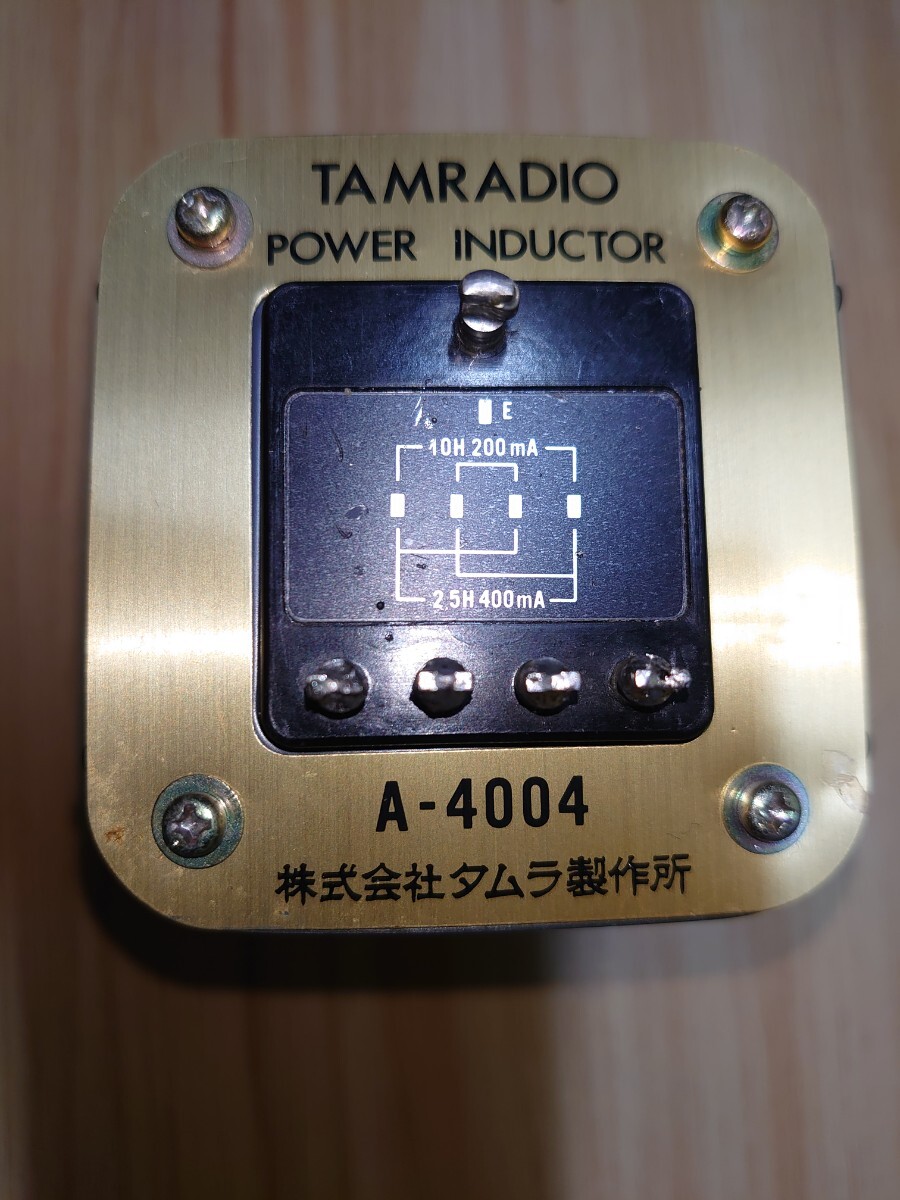 TAMRADIO
POWER INDUCTOR
E
10H 200mA
2.5H 400mA
A-4004
株式会社タムラ製作所